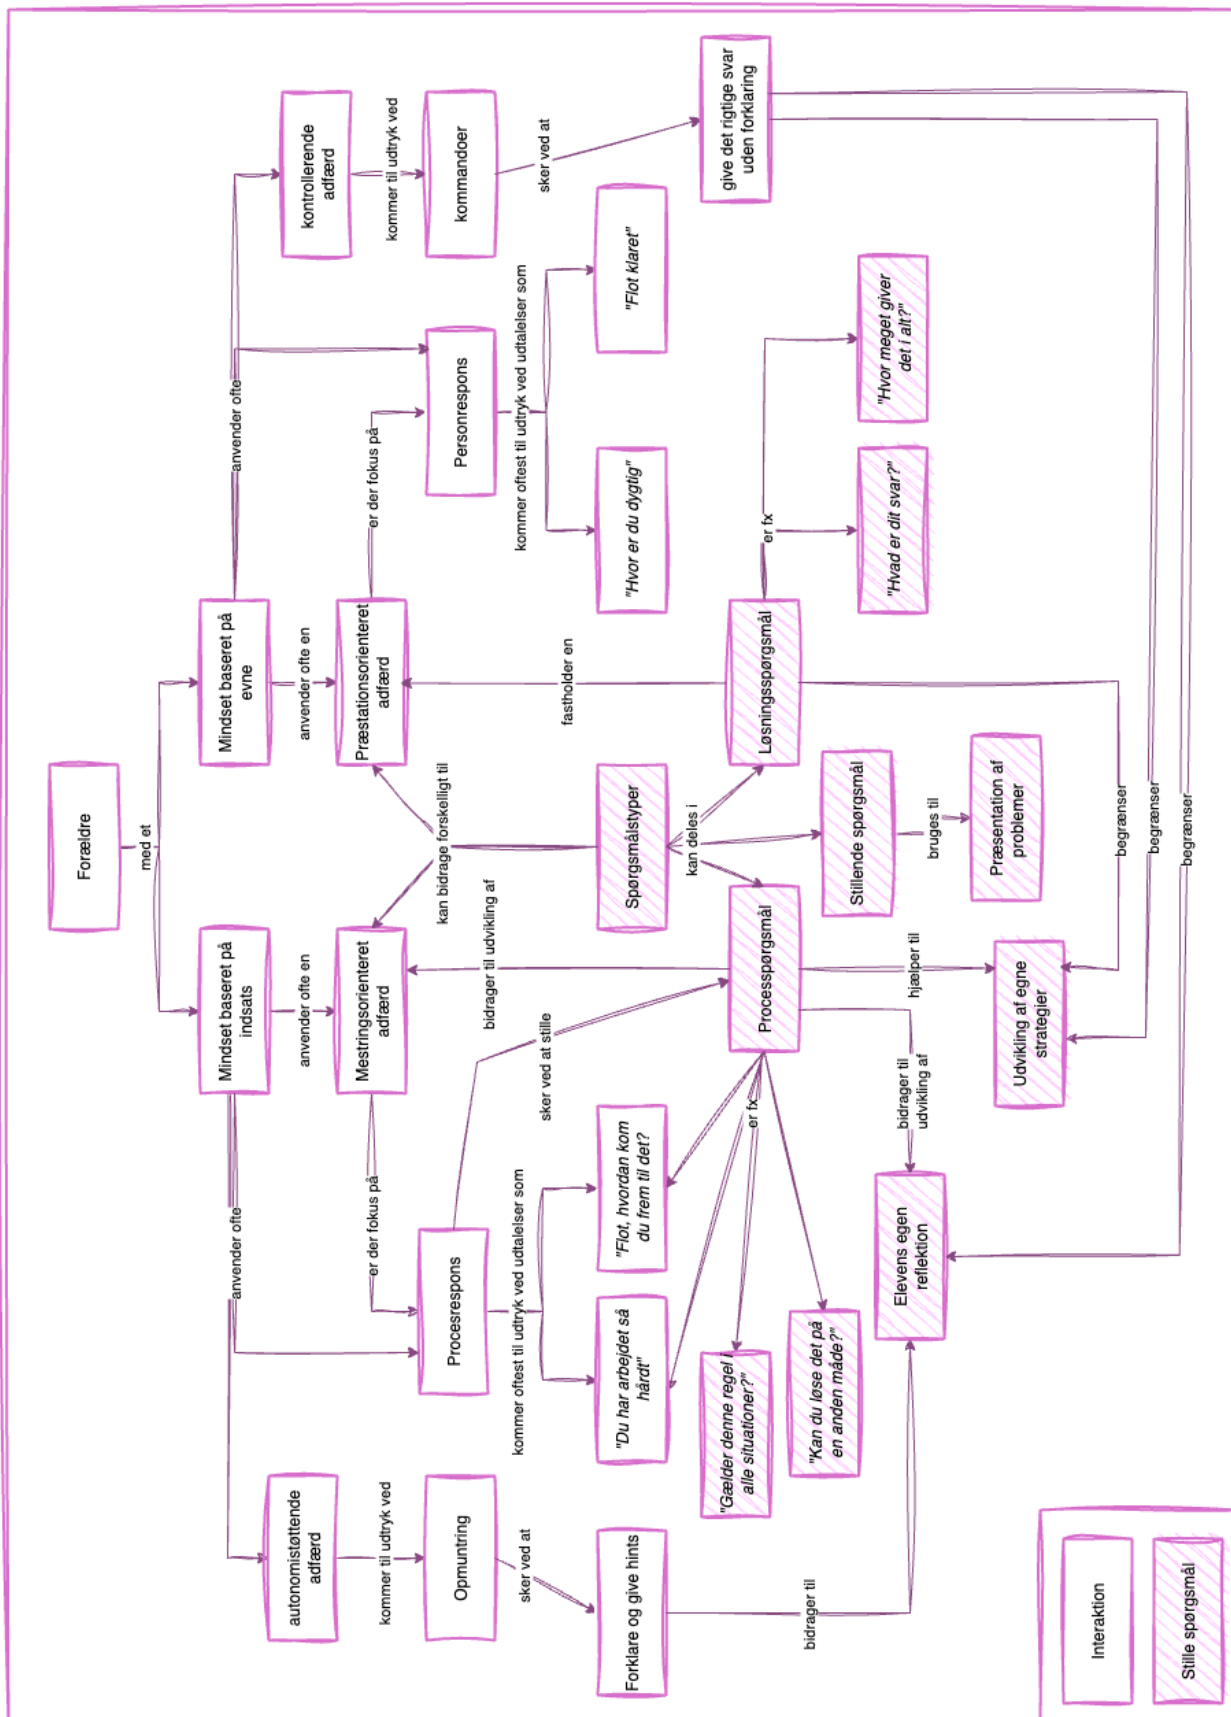 Forældre
med et
Mindset baseret på
indsats
Mindset baseret på
evne
anvender ofte
anvender ofte en
anvender ofte en
anvender ofte
autonomistøttende
adfærd
Mestringsorienteret
adfærd
Præstationsorienteret
adfærd
kontrollerende
adfærd
kommer til udtryk ved
er der fokus på
kan bidrage forskelligt til
er der fokus på
kommer til udtryk ved
Opmuntring
Procesrespons
Personrespons
kommandoer
sker ved at
kommer oftest til udtryk ved udtalelser som
sker ved at stille
bidrager til udvikling af
fastholder en
kommer oftest til udtryk ved udtalelser som
sker ved at
Forklare og give hints
"Du har arbejdet så
hårdt"
"Flot, hvordan kom
du frem til det?
Spørgsmålstyper
"Hvor er du dygtig"
"Flot klaret"
give det rigtige svar
uden forklaring
kan deles i
"Gælder denne regel i
alle situationer?"
er fx
Processpørgsmål
Løsningsspørgsmål
er fx
"Kan du løse det på
en anden måde?"
Stillende spørgsmål
"Hvad er dit svar?"
"Hvor meget giver
det i alt?"
bidrager til
bidrager til
udvikling af
hjælper til
bruges til
Elevens egen
reflektion
Præsentation af
problemer
Udvikling af egne
strategier
begrænser
begrænser
begrænser
Interaktion
Stille spørgsmål